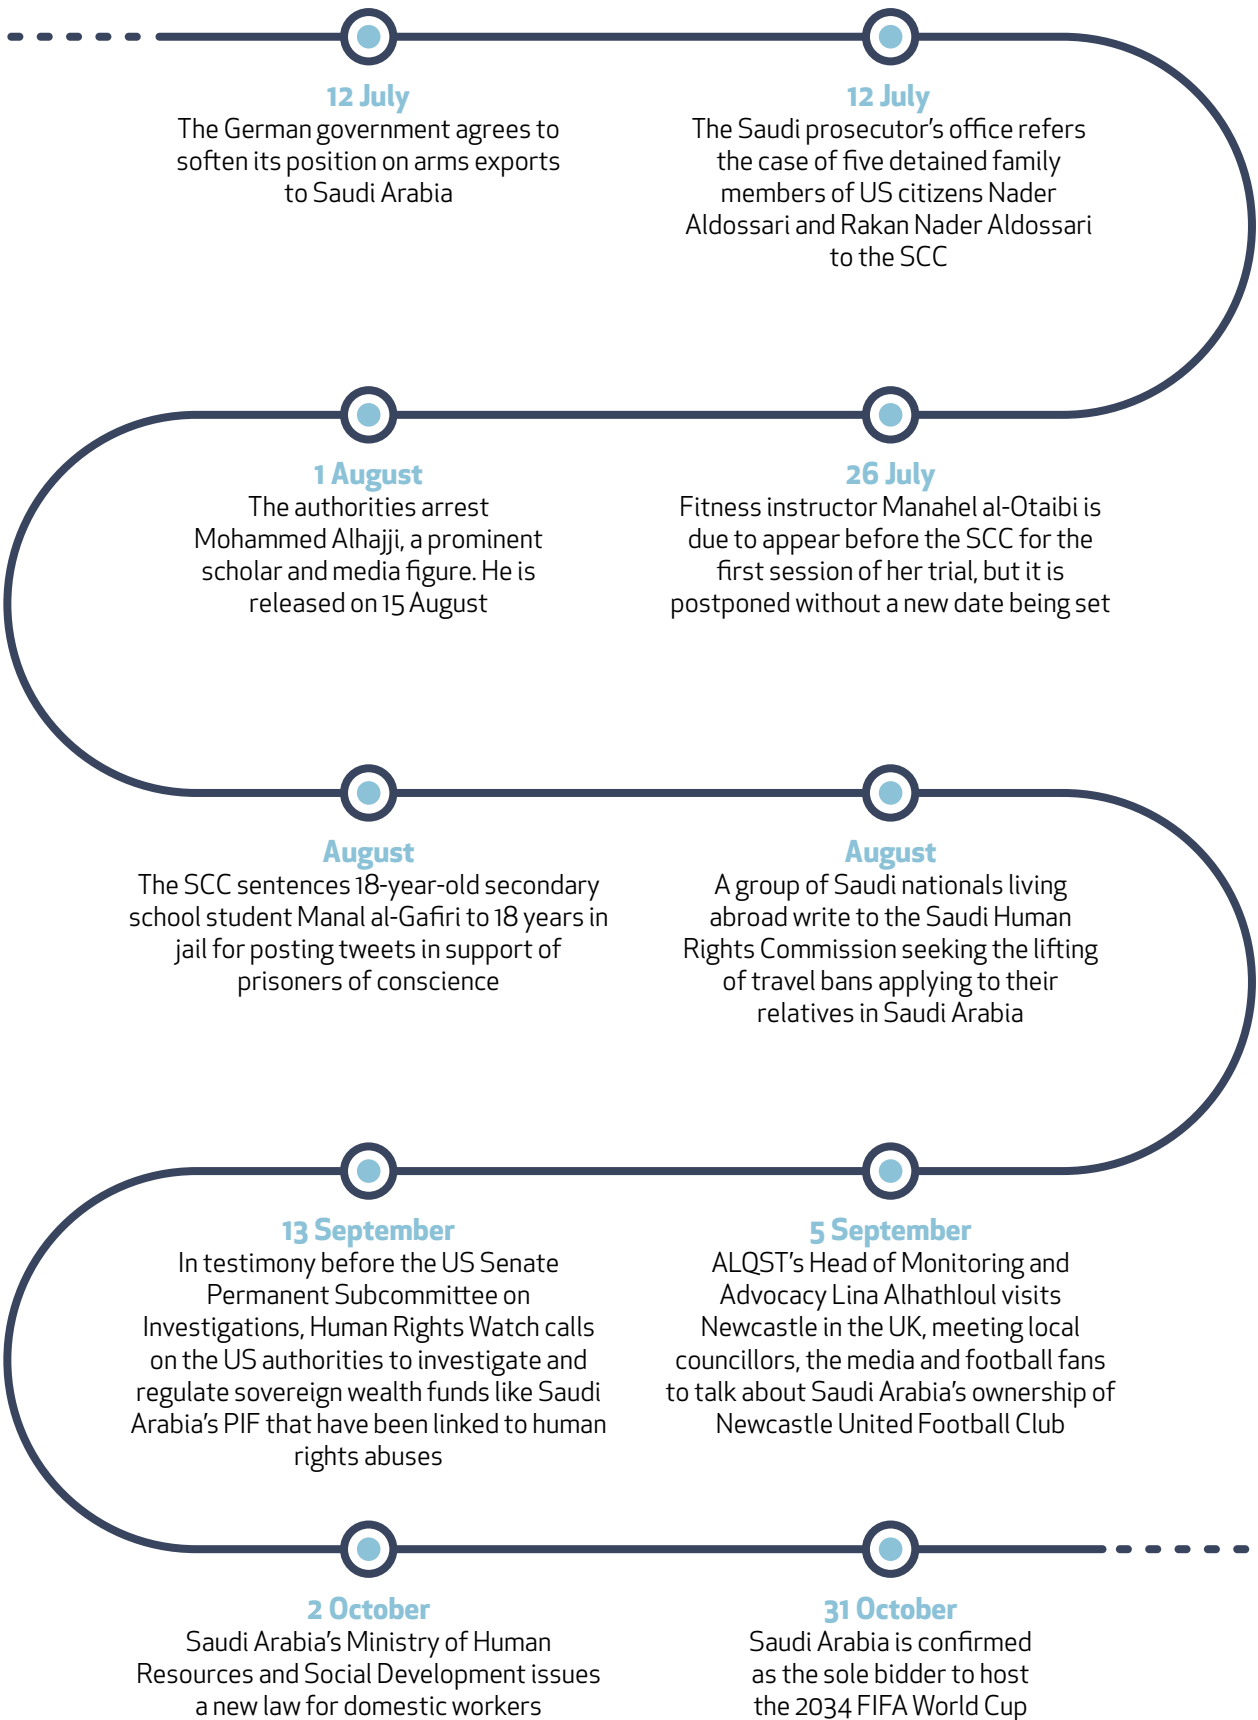 12 July
The German government agrees to
soften its position on arms exports
to Saudi Arabia
12 July
The Saudi prosecutor's office refers
the case of five detained family
members of US citizens Nader
Aldossari and Rakan Nader Aldossari
to the SCC
26 July
Fitness instructor Manahel al-Otaibi is
due to appear before the SCC for the
first session of her trial, but it is
postponed without a new date being set
1 August
The authorities arrest
Mohammed Alhajji, a prominent
scholar and media figure. He is
released on 15 August
August
The SCC sentences 18-year-old secondary
school student Manal al-Gafiri to 18 years in
jail for posting tweets in support of
prisoners of conscience
August
A group of Saudi nationals living
abroad write to the Saudi Human
Rights Commission seeking the lifting
of travel bans applying to their
relatives in Saudi Arabia
5 September
ALQST's Head of Monitoring and
Advocacy Lina Alhathloul visits
Newcastle in the UK, meeting local
councillors, the media and football fans
to talk about Saudi Arabia's ownership of
Newcastle United Football Club
13 September
In testimony before the US Senate
Permanent Subcommittee on
Investigations, Human Rights Watch calls
on the US authorities to investigate and
regulate sovereign wealth funds like Saudi
Arabia's PIF that have been linked to human
rights abuses
2 October
Saudi Arabia's Ministry of Human
Resources and Social Development issues
a new law for domestic workers
31 October
Saudi Arabia is confirmed
as the sole bidder to host
the 2034 FIFA World Cup